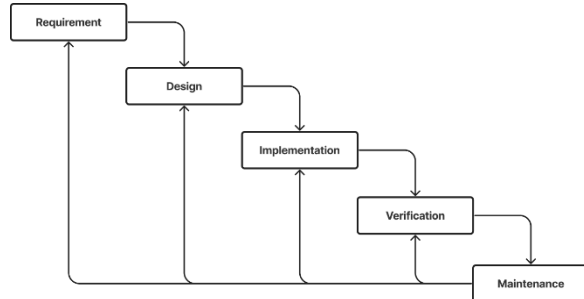 Requirement
Design
Implementation
Verification
Maintenance